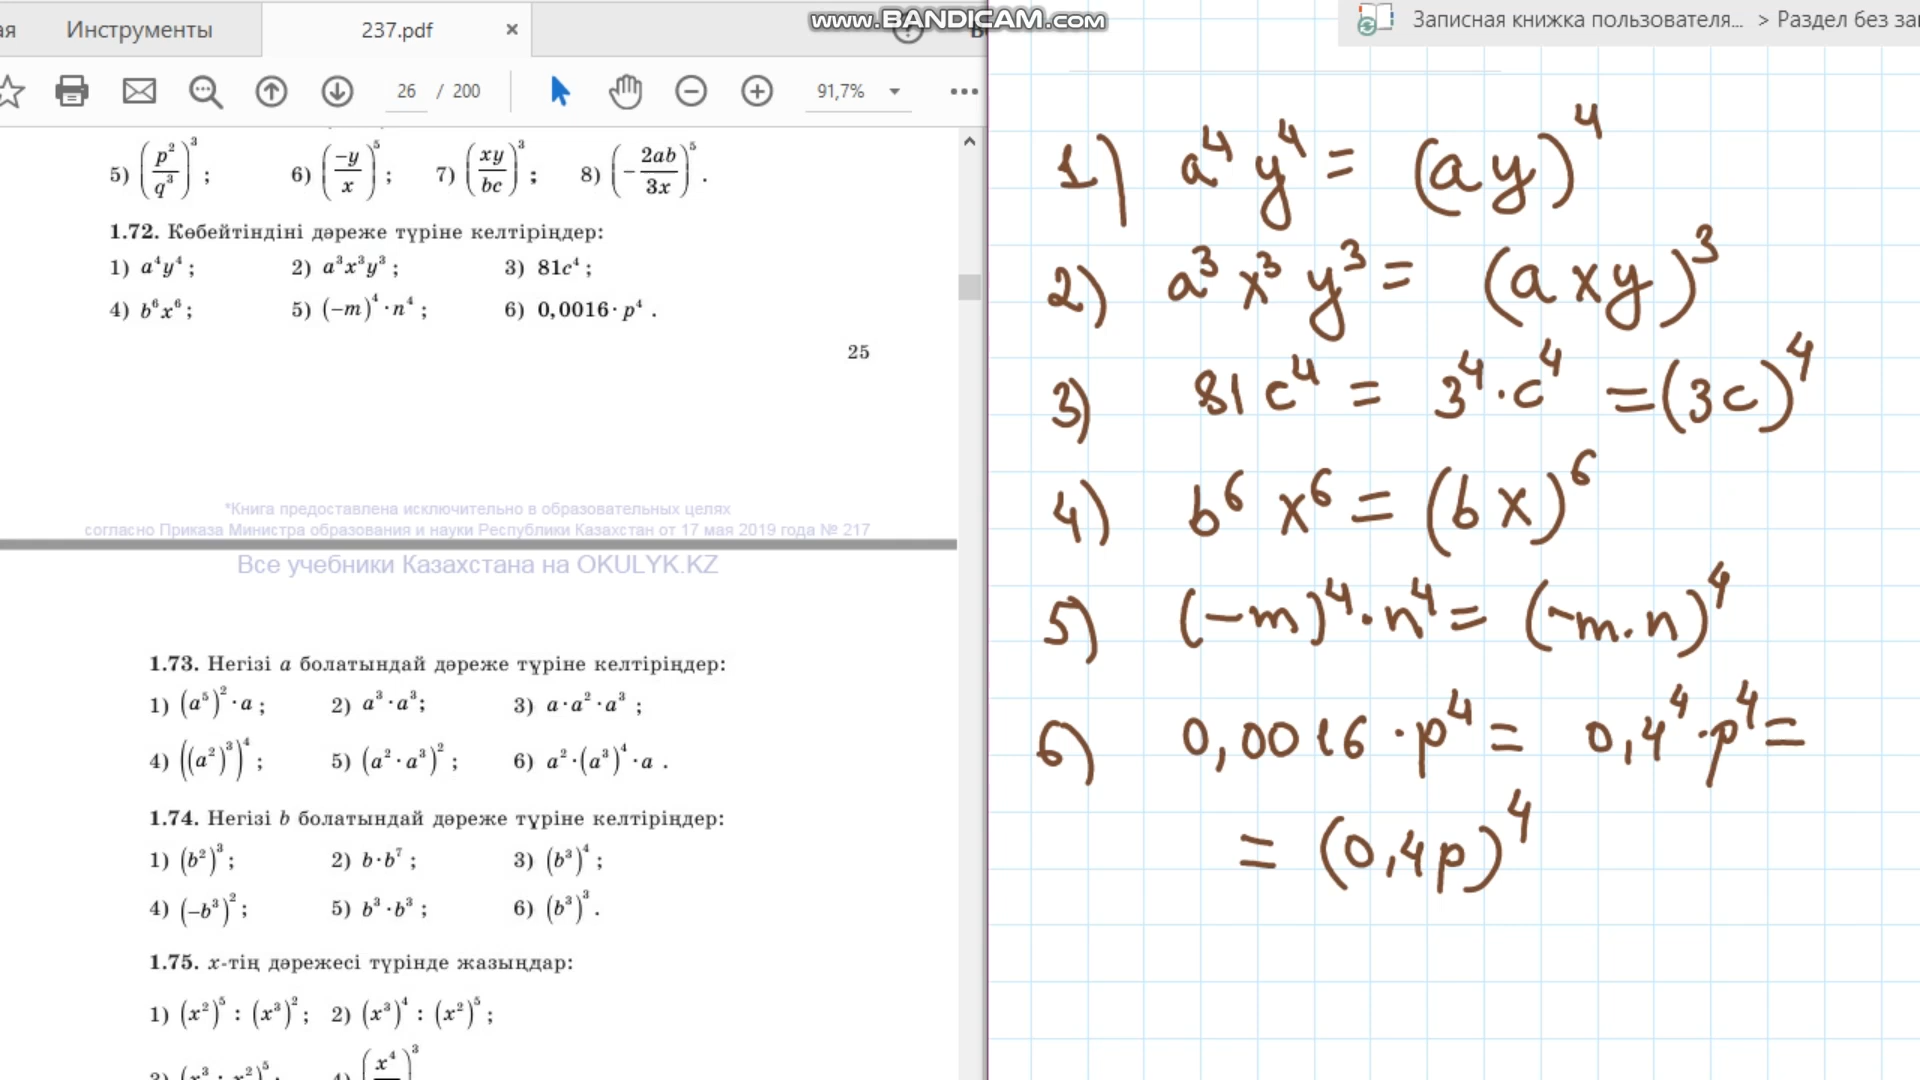 www.BANDICAM.com
ая Инструменты 237.pdf ×
Записная книжка пользователя... > Раздел без за
26 / 200 91,7%
5) (p²/q³)³ ; 6) (−y/x)⁵ ; 7) (xy/bc)³ ; 8) (−2ab/3x)⁵ .
1.72. Көбейтіндіні дәреже түріне келтіріңдер:
1) a⁴y⁴ ; 2) a³x³y³ ; 3) 81c⁴ ;
4) b⁶x⁶ ; 5) (−m)⁴ · n⁴ ; 6) 0,0016 · p⁴ .
25
*Книга предоставлена исключительно в образовательных целях
согласно Приказа Министра образования и науки Республики Казахстан от 17 мая 2019 года № 217
Все учебники Казахстана на OKULYK.KZ
1.73. Негізі a болатындай дәреже түріне келтіріңдер:
1) (a⁵)² · a ; 2) a³ · a³; 3) a · a² · a³ ;
4) ((a²)³)⁴ ; 5) (a² · a³)² ; 6) a² · (a³)⁴ · a .
1.74. Негізі b болатындай дәреже түріне келтіріңдер:
1) (b²)³ ; 2) b · b⁷ ; 3) (b³)⁴ ;
4) (−b³)² ; 5) b³ · b³ ; 6) (b³)³ .
1.75. x-тің дәрежесі түрінде жазыңдар:
1) (x²)⁵ : (x³)² ; 2) (x³)⁴ : (x²)⁵ ;
1) a⁴ y⁴ = (a y)⁴
2) a³ x³ y³ = (a x y)³
3) 81 c⁴ = 3⁴ · c⁴ = (3c)⁴
4) b⁶ x⁶ = (b x)⁶
5) (−m)⁴ · n⁴ = (−m · n)⁴
6) 0,0016 · p⁴ = 0,4⁴ · p⁴ =
= (0,4p)⁴